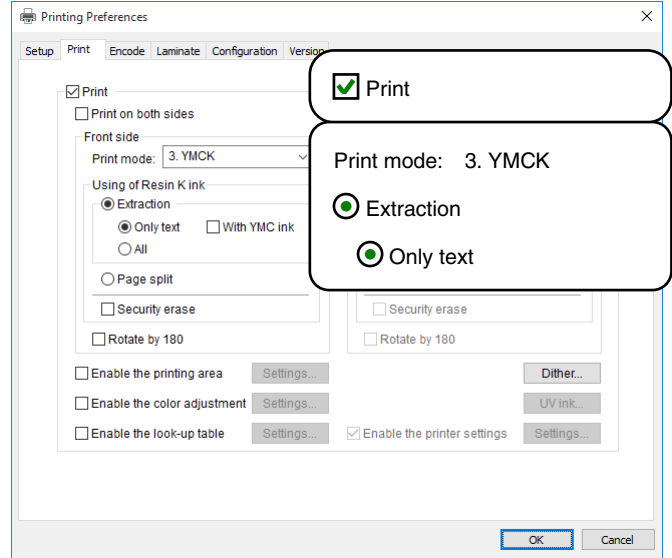 Printing Preferences
Setup Print Encode Laminate Configuration Version
Print
Print
Print on both sides
Front side
Print mode: 3. YMCK
Print mode: 3. YMCK
Using of Resin K ink
Extraction
Extraction
Only text With YMC ink
Only text
All
Page split
Security erase Security erase
Rotate by 180 Rotate by 180
Enable the printing area Settings... Dither...
Enable the color adjustment Settings... UV ink...
Enable the look-up table Settings... Enable the printer settings Settings...
OK Cancel